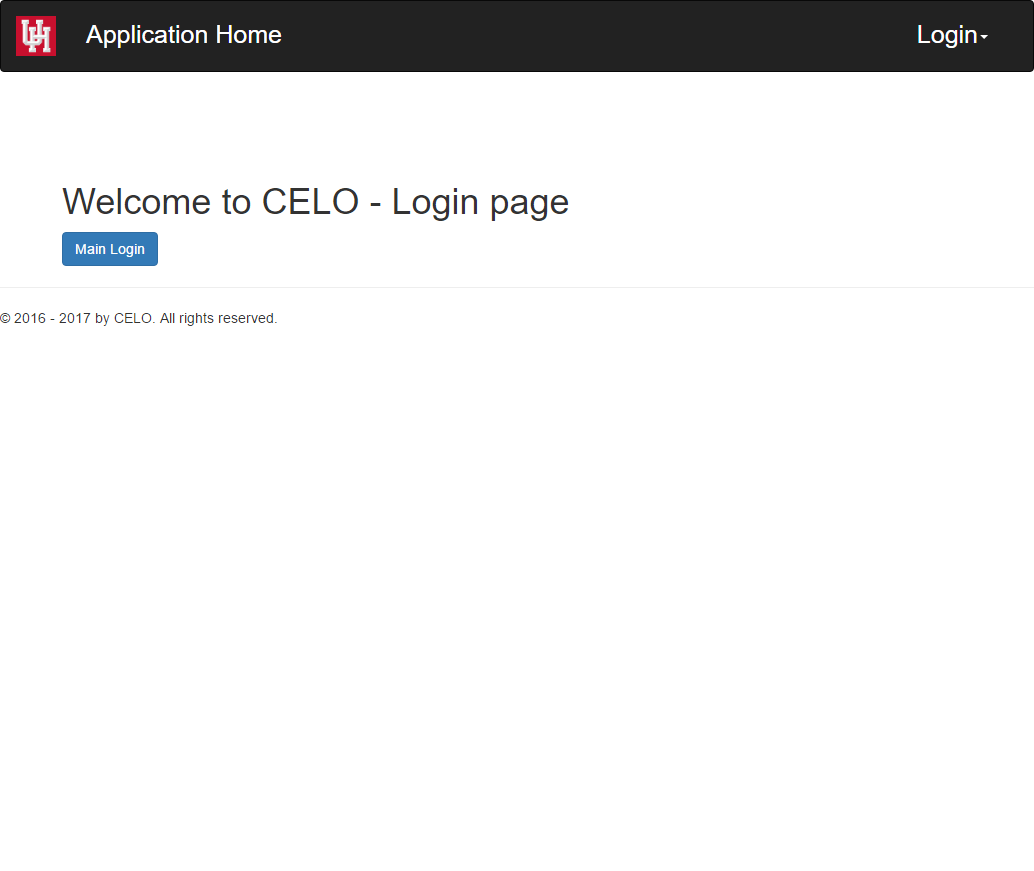 UH
Application Home
Login
Welcome to CELO - Login page
Main Login
© 2016 - 2017 by CELO. All rights reserved.